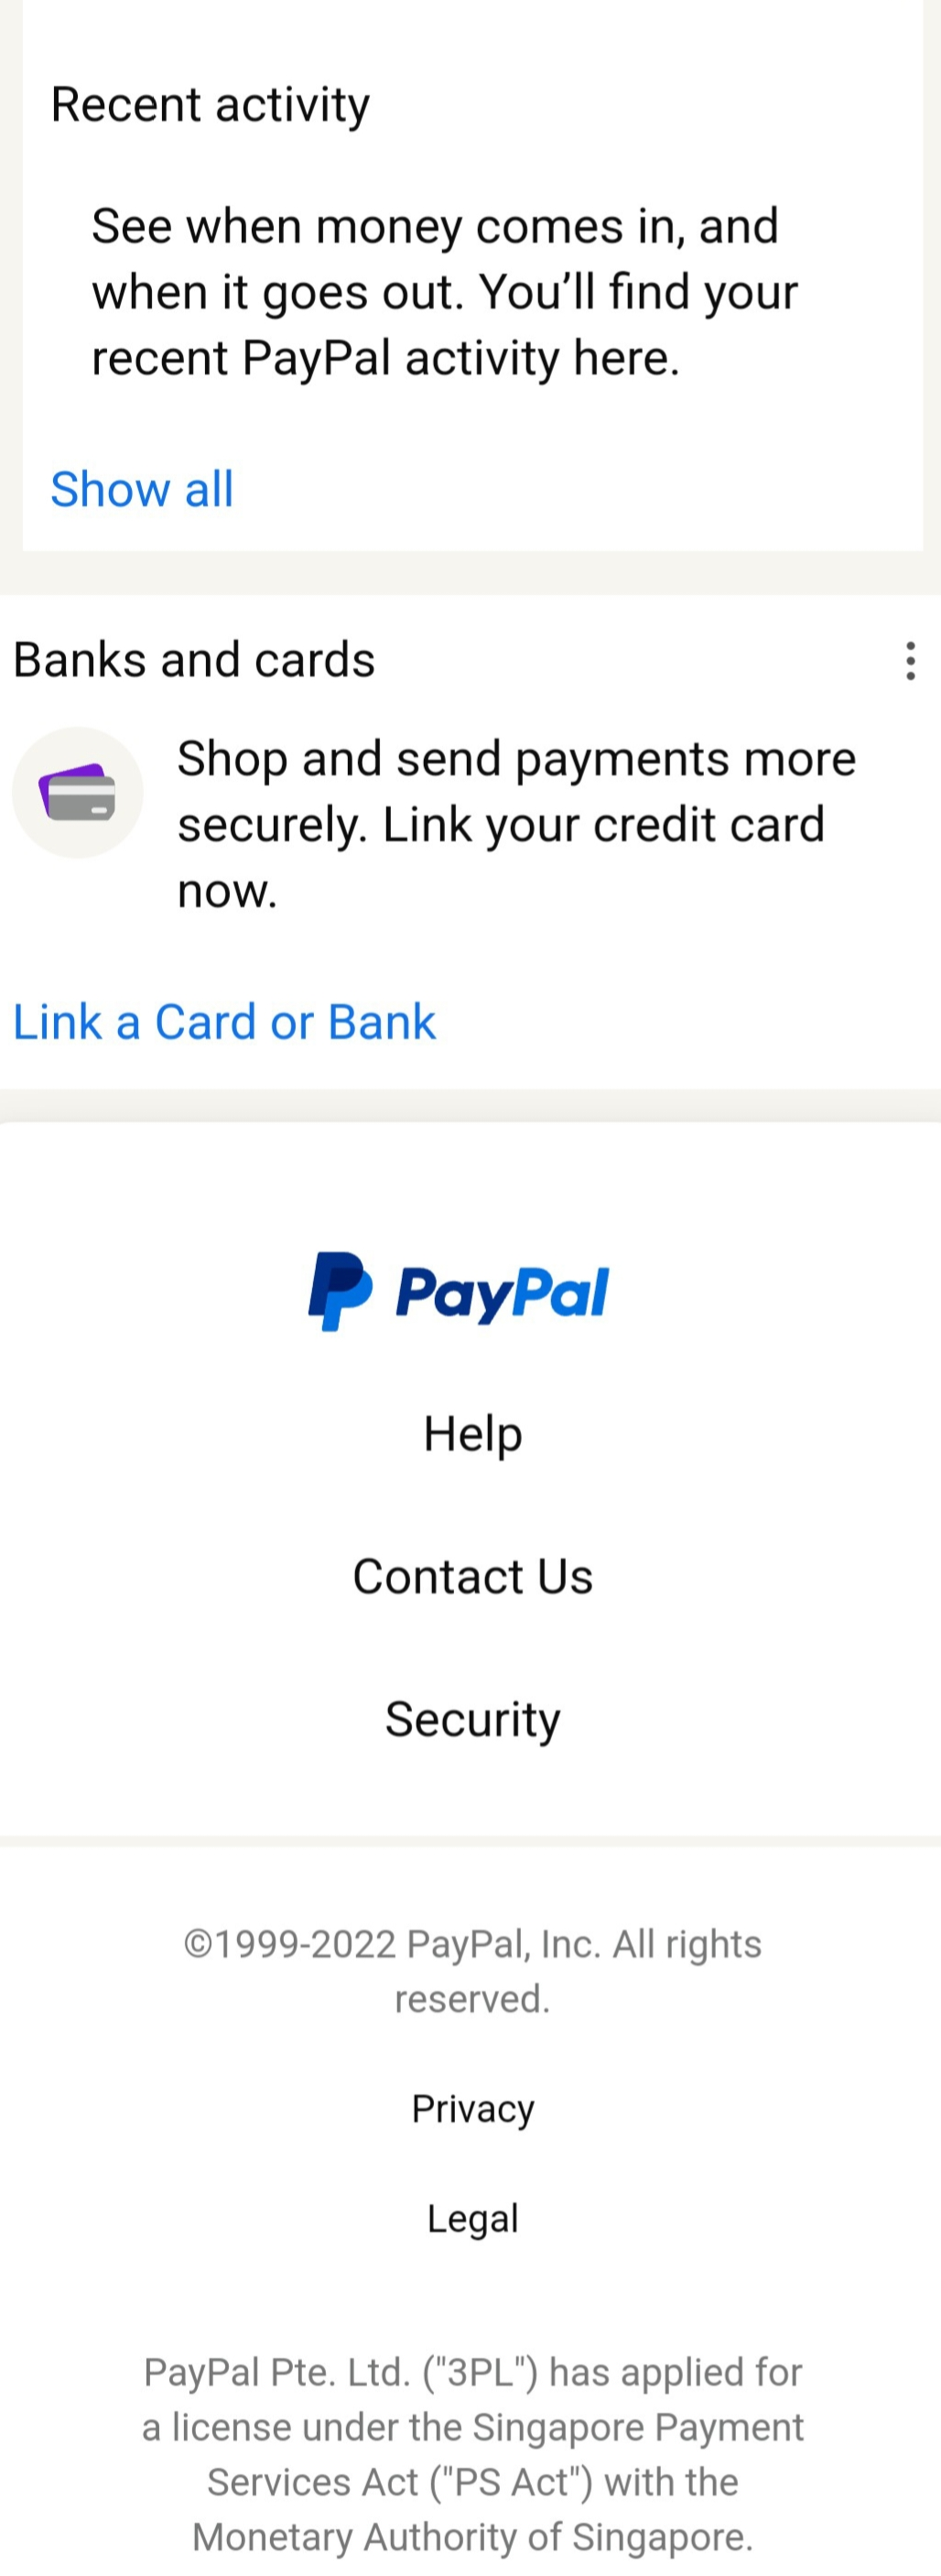 Recent activity
See when money comes in, and
when it goes out. You’ll find your
recent PayPal activity here.
Show all
Banks and cards
Shop and send payments more
securely. Link your credit card
now.
Link a Card or Bank
PayPal
Help
Contact Us
Security
©1999-2022 PayPal, Inc. All rights
reserved.
Privacy
Legal
PayPal Pte. Ltd. ("3PL") has applied for
a license under the Singapore Payment
Services Act ("PS Act") with the
Monetary Authority of Singapore.